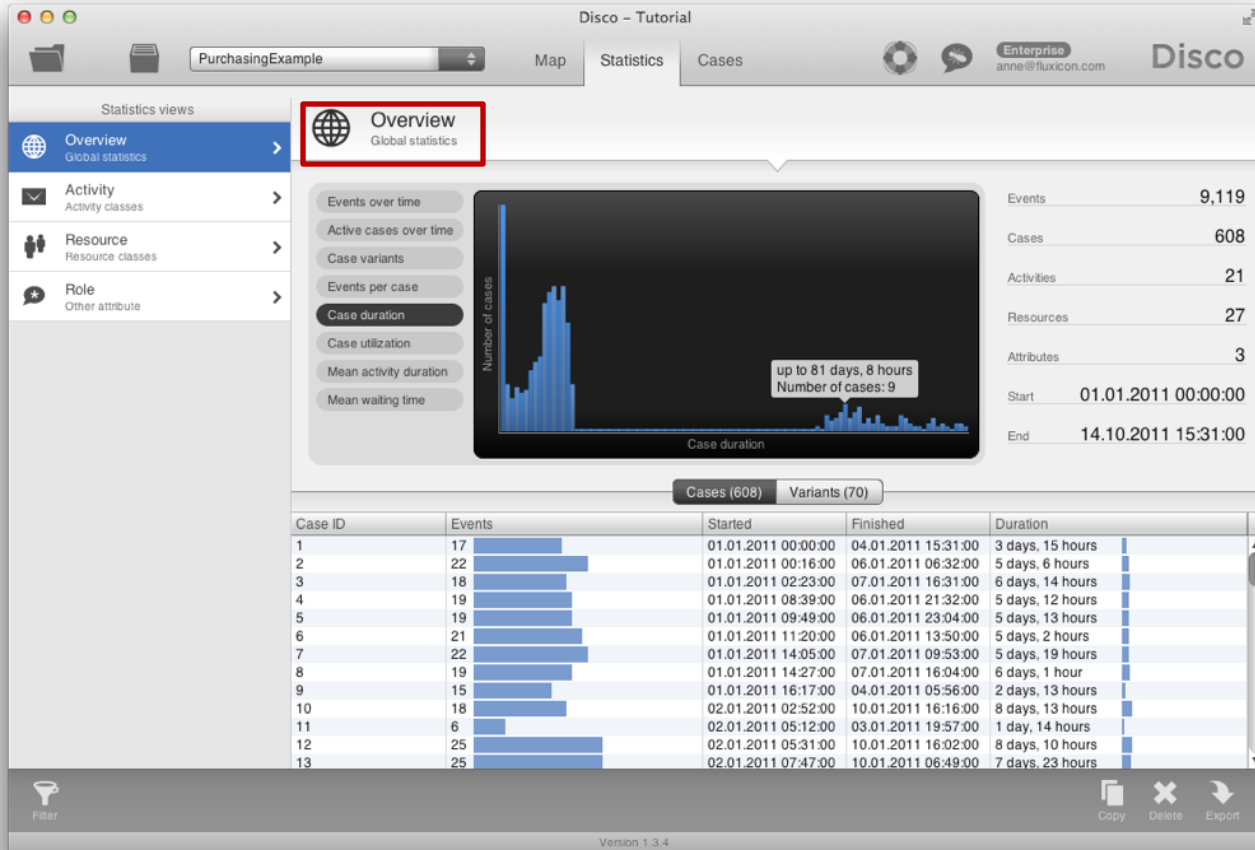 Disco – Tutorial
PurchasingExample
Map
Statistics
Cases
Enterprise
anne@fluxicon.com
Disco
Statistics views
Overview
Global statistics
Activity
Activity classes
Resource
Resource classes
Role
Other attribute
Overview
Global statistics
Events over time
Active cases over time
Case variants
Events per case
Case duration
Case utilization
Mean activity duration
Mean waiting time
Number of cases
up to 81 days, 8 hours
Number of cases: 9
Case duration
Events 9,119
Cases 608
Activities 21
Resources 27
Attributes 3
Start 01.01.2011 00:00:00
End 14.10.2011 15:31:00
Cases (608) Variants (70)
Case ID Events Started Finished Duration
1 17 01.01.2011 00:00:00 04.01.2011 15:31:00 3 days, 15 hours
2 22 01.01.2011 00:16:00 06.01.2011 06:32:00 5 days, 6 hours
3 18 01.01.2011 02:23:00 07.01.2011 16:31:00 6 days, 14 hours
4 19 01.01.2011 08:39:00 06.01.2011 21:32:00 5 days, 12 hours
5 19 01.01.2011 09:49:00 06.01.2011 23:04:00 5 days, 13 hours
6 21 01.01.2011 11:20:00 06.01.2011 13:50:00 5 days, 2 hours
7 22 01.01.2011 14:05:00 07.01.2011 09:53:00 5 days, 19 hours
8 19 01.01.2011 14:27:00 07.01.2011 16:04:00 6 days, 1 hour
9 15 01.01.2011 16:17:00 04.01.2011 05:56:00 2 days, 13 hours
10 18 02.01.2011 02:52:00 10.01.2011 16:16:00 8 days, 13 hours
11 6 02.01.2011 05:12:00 03.01.2011 19:57:00 1 day, 14 hours
12 25 02.01.2011 05:31:00 10.01.2011 16:02:00 8 days, 10 hours
13 25 02.01.2011 07:47:00 10.01.2011 06:49:00 7 days, 23 hours
Filter
Copy
Delete
Export
Version 1.3.4